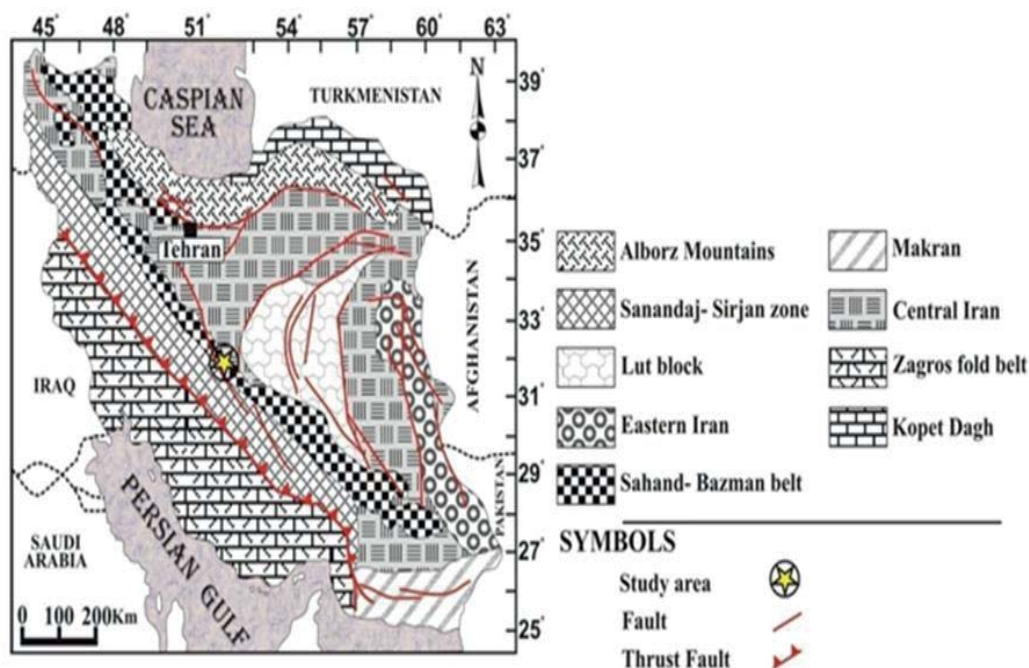 45° 48° 51° 54° 57° 60° 63°
N
39°
37°
35°
33°
31°
29°
27°
25°
CASPIAN
SEA
TURKMENISTAN
Tehran
AFGHANISTAN
IRAQ
PAKISTAN
PERSIAN GULF
SAUDI
ARABIA
0 100 200Km
Alborz Mountains
Sanandaj- Sirjan zone
Lut block
Eastern Iran
Sahand- Bazman belt
Makran
Central Iran
Zagros fold belt
Kopet Dagh
SYMBOLS
Study area
Fault
Thrust Fault